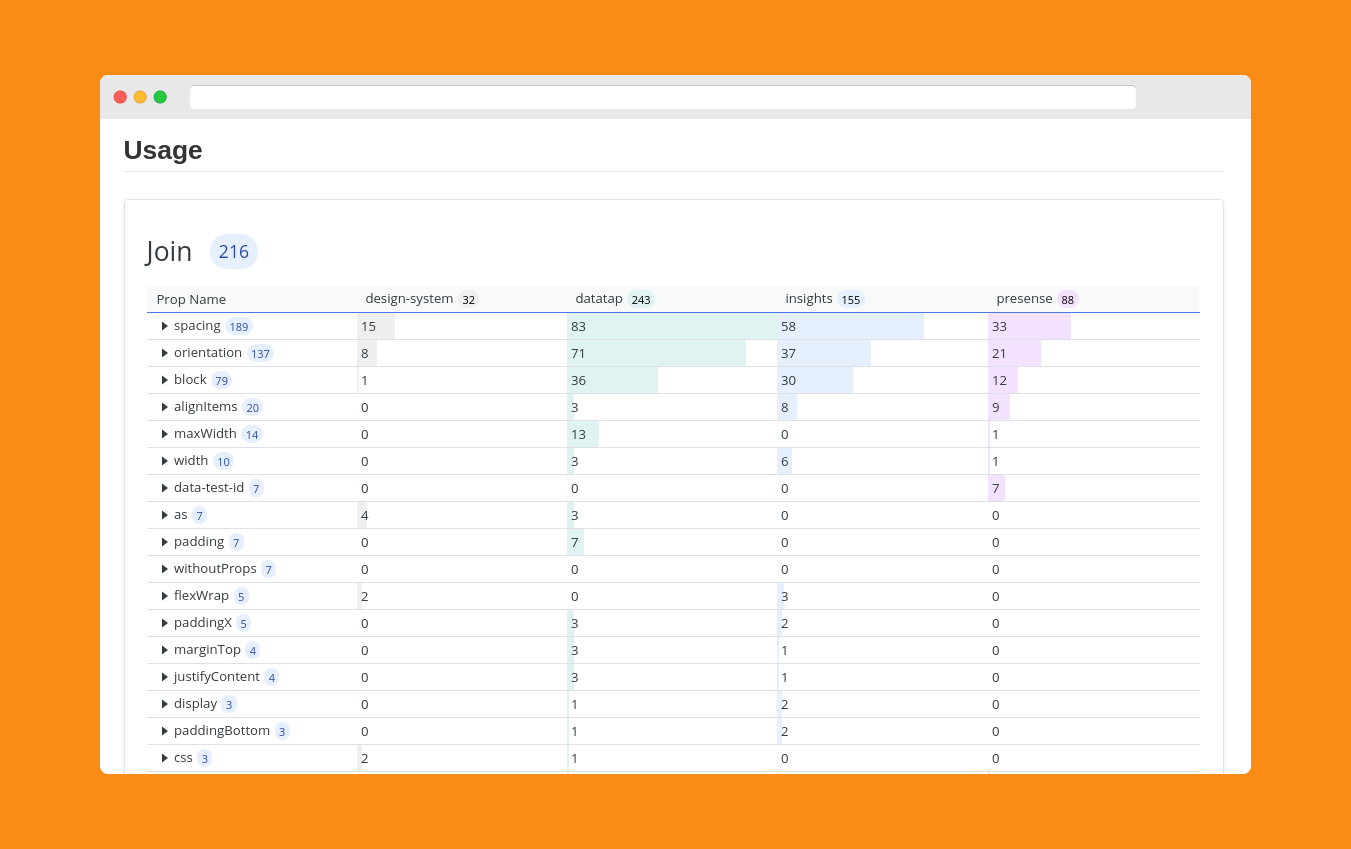 Usage
Join 216
Prop Name design-system 32 datatap 243 insights 155 presense 88
spacing 189 15 83 58 33
orientation 137 8 71 37 21
block 79 1 36 30 12
alignItems 20 0 3 8 9
maxWidth 14 0 13 0 1
width 10 0 3 6 1
data-test-id 7 0 0 0 7
as 7 4 3 0 0
padding 7 0 7 0 0
withoutProps 7 0 0 0 0
flexWrap 5 2 0 3 0
paddingX 5 0 3 2 0
marginTop 4 0 3 1 0
justifyContent 4 0 3 1 0
display 3 0 1 2 0
paddingBottom 3 0 1 2 0
css 3 2 1 0 0